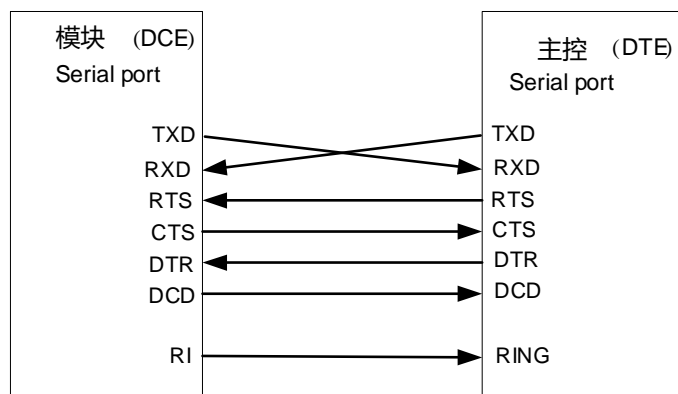 模块 (DCE)
Serial port
TXD
RXD
RTS
CTS
DTR
DCD
RI
主控 (DTE)
Serial port
TXD
RXD
RTS
CTS
DTR
DCD
RING